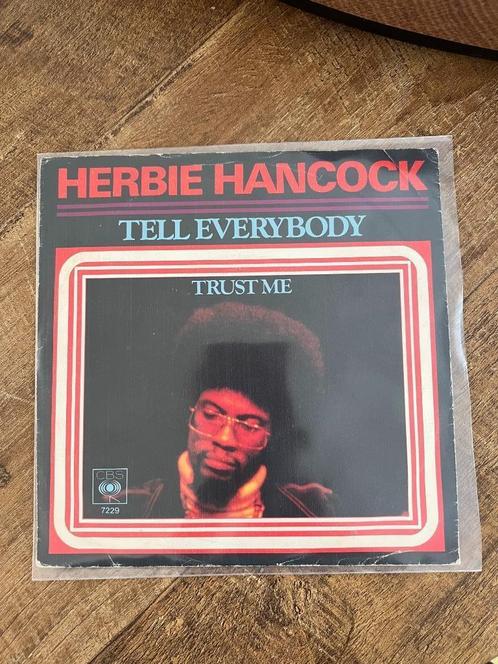 HERBIE HANCOCK
TELL EVERYBODY
TRUST ME
CBS
7229